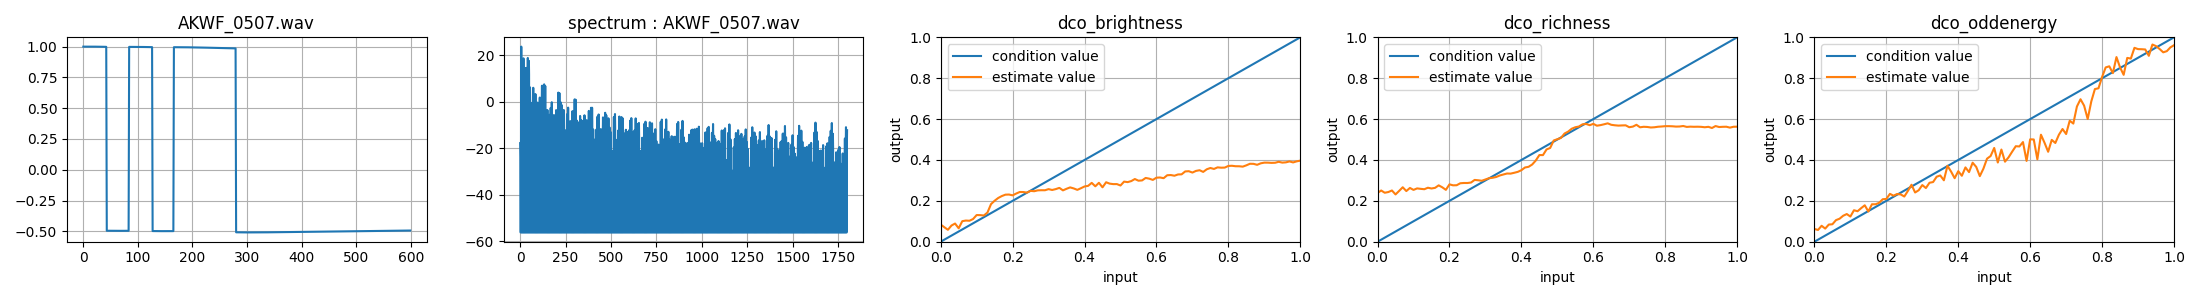 AKWF_0507.wav
1.00
0.75
0.50
0.25
0.00
−0.25
−0.50
0 100 200 300 400 500 600
spectrum : AKWF_0507.wav
20
0
−20
−40
−60
0 250 500 750 1000 1250 1500 1750
dco_brightness
condition value
estimate value
output
1.0
0.8
0.6
0.4
0.2
0.0
0.0 0.2 0.4 0.6 0.8 1.0
input
dco_richness
condition value
estimate value
output
1.0
0.8
0.6
0.4
0.2
0.0
0.0 0.2 0.4 0.6 0.8 1.0
input
dco_oddenergy
condition value
estimate value
output
1.0
0.8
0.6
0.4
0.2
0.0
0.0 0.2 0.4 0.6 0.8 1.0
input